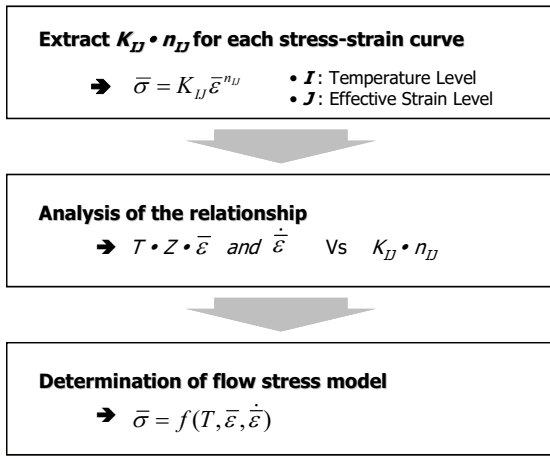 Extract K_IJ • n_IJ for each stress-strain curve
➔ σ̅ = K_IJ ε̅^n_IJ
• I : Temperature Level
• J : Effective Strain Level
Analysis of the relationship
➔ T • Z • ε̅ and ε̅̇ Vs K_IJ • n_IJ
Determination of flow stress model
➔ σ̅ = f(T, ε̅, ε̅̇)